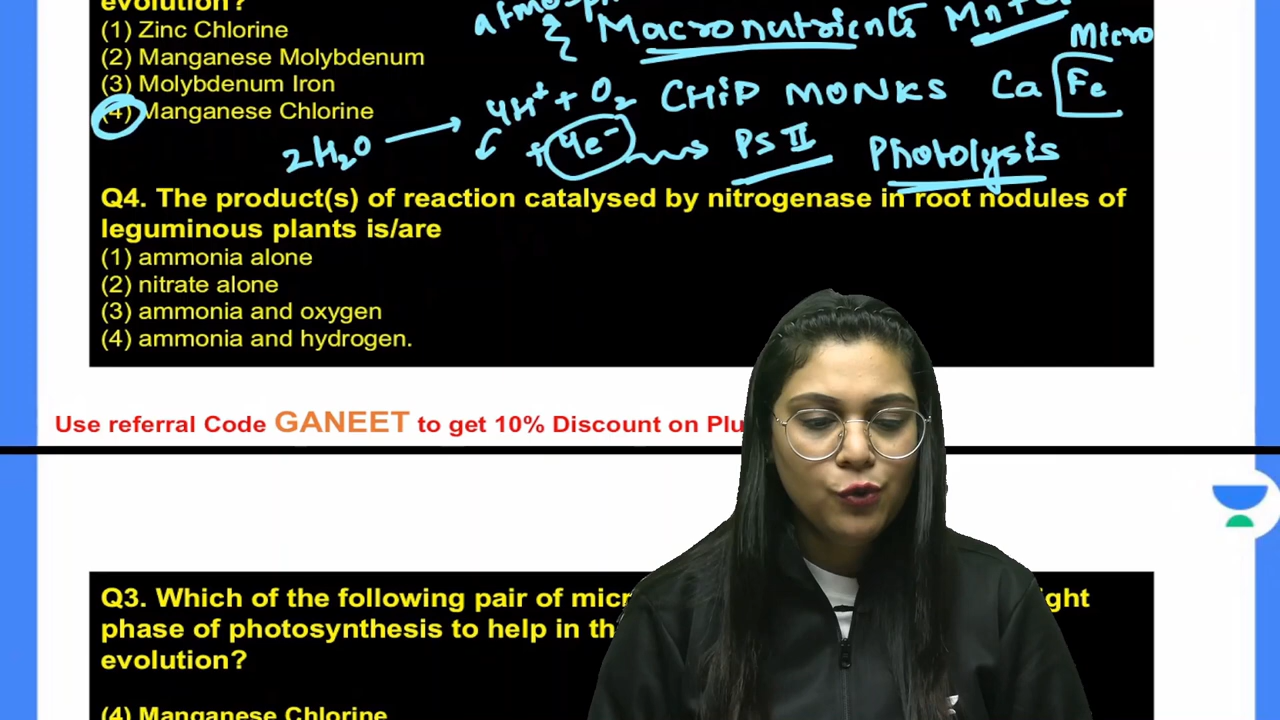 evolution?
(1) Zinc Chlorine
(2) Manganese Molybdenum
(3) Molybdenum Iron
(4) Manganese Chlorine
Macronutrients
Micro
CHiP MONKS Ca Fe
2H₂O → 4H⁺ + O₂
+ 4e⁻ PS II Photolysis
Q4. The product(s) of reaction catalysed by nitrogenase in root nodules of
leguminous plants is/are
(1) ammonia alone
(2) nitrate alone
(3) ammonia and oxygen
(4) ammonia and hydrogen.
Use referral Code GANEET to get 10% Discount on Plu
Q3. Which of the following pair of micr ght
phase of photosynthesis to help in th
evolution?
(4) Manganese Chlorine